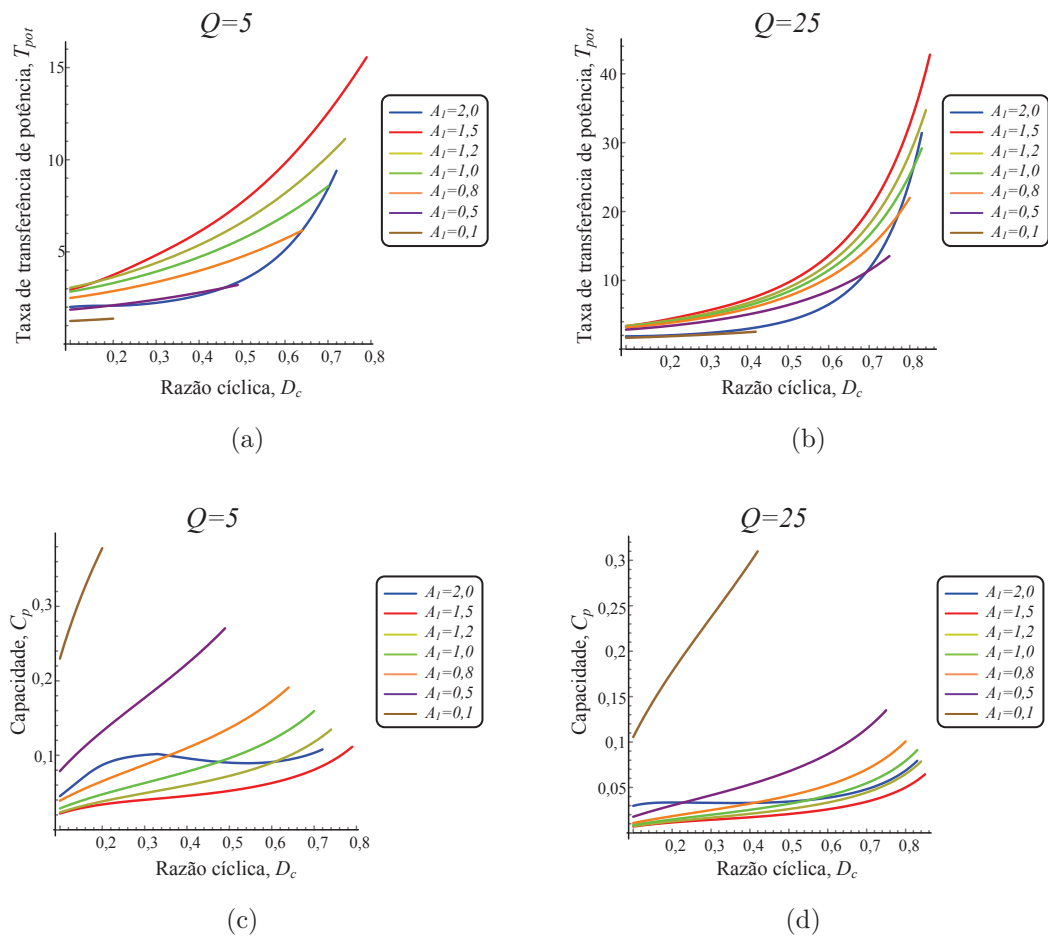 Q=5
Taxa de transferência de potência, T_pot
15
10
5
0,2 0,3 0,4 0,5 0,6 0,7 0,8
Razão cíclica, D_c
A_1=2,0
A_1=1,5
A_1=1,2
A_1=1,0
A_1=0,8
A_1=0,5
A_1=0,1
(a)
Q=25
Taxa de transferência de potência, T_pot
40
30
20
10
0,2 0,3 0,4 0,5 0,6 0,7 0,8
Razão cíclica, D_c
A_1=2,0
A_1=1,5
A_1=1,2
A_1=1,0
A_1=0,8
A_1=0,5
A_1=0,1
(b)
Q=5
Capacidade, C_p
0,3
0,2
0,1
0,2 0,3 0,4 0,5 0,6 0,7
Razão cíclica, D_c
A_1=2,0
A_1=1,5
A_1=1,2
A_1=1,0
A_1=0,8
A_1=0,5
A_1=0,1
(c)
Q=25
Capacidade, C_p
0,3
0,25
0,2
0,15
0,1
0,05
0,2 0,3 0,4 0,5 0,6 0,7 0,8
Razão cíclica, D_c
A_1=2,0
A_1=1,5
A_1=1,2
A_1=1,0
A_1=0,8
A_1=0,5
A_1=0,1
(d)